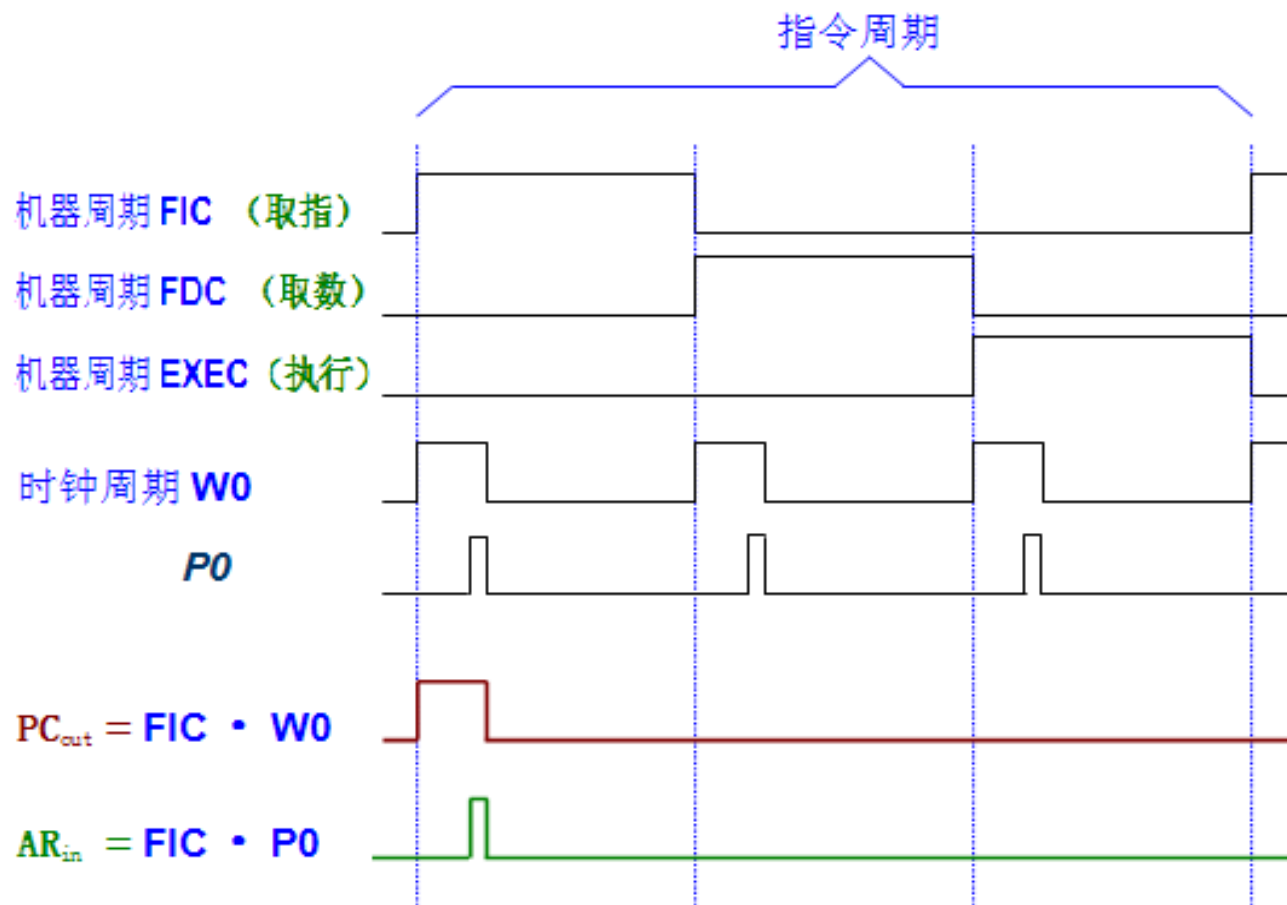 指令周期
机器周期 FIC （取指）
机器周期 FDC （取数）
机器周期 EXEC（执行）
时钟周期 W0
P0
PCout = FIC · W0
ARin = FIC · P0